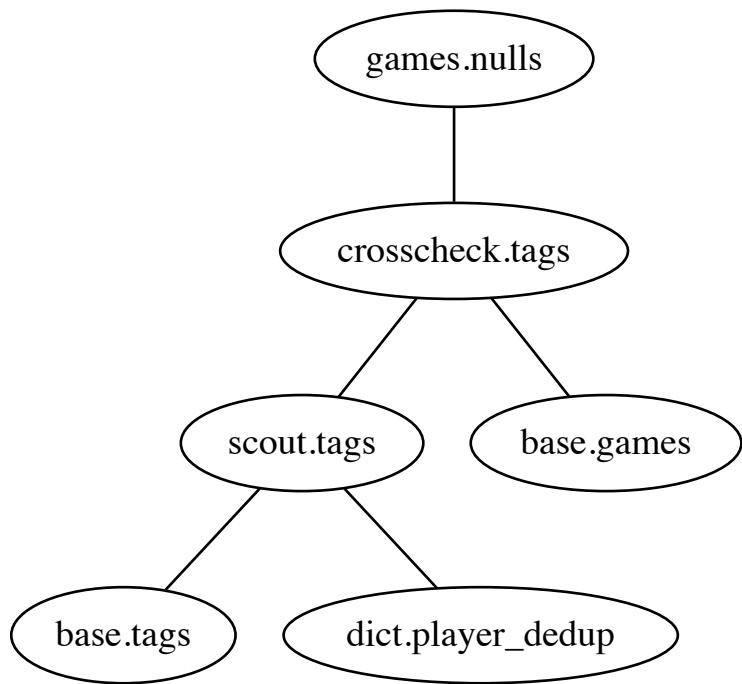 games.nulls
crosscheck.tags
scout.tags
base.games
base.tags
dict.player_dedup